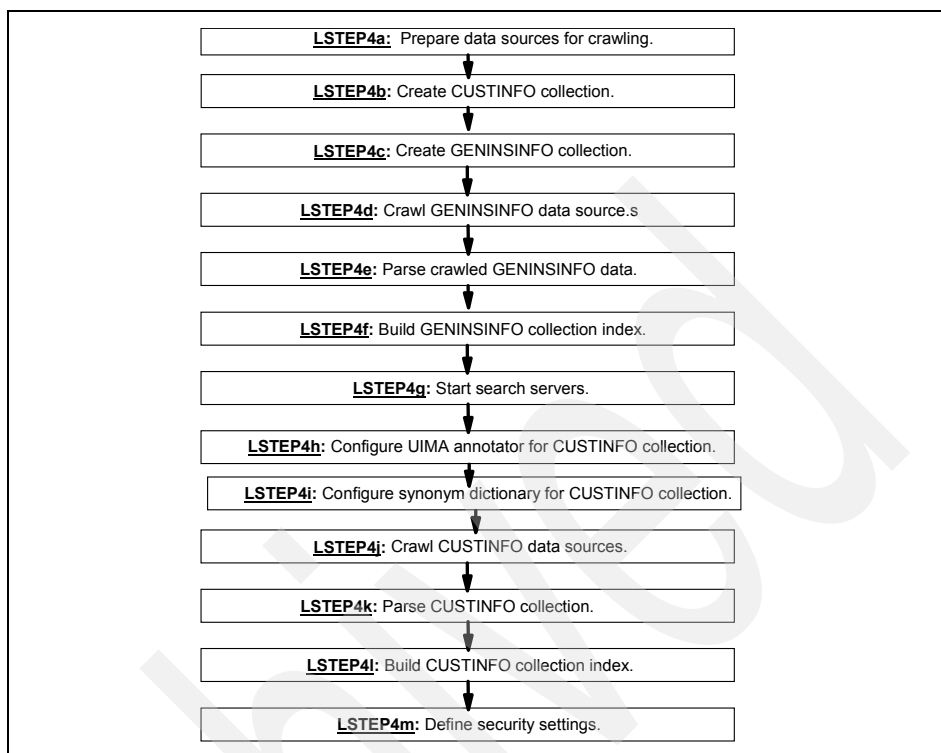 LSTEP4a: Prepare data sources for crawling.
LSTEP4b: Create CUSTINFO collection.
LSTEP4c: Create GENINSINFO collection.
LSTEP4d: Crawl GENINSINFO data source.s
LSTEP4e: Parse crawled GENINSINFO data.
LSTEP4f: Build GENINSINFO collection index.
LSTEP4g: Start search servers.
LSTEP4h: Configure UIMA annotator for CUSTINFO collection.
LSTEP4i: Configure synonym dictionary for CUSTINFO collection.
LSTEP4j: Crawl CUSTINFO data sources.
LSTEP4k: Parse CUSTINFO collection.
LSTEP4l: Build CUSTINFO collection index.
LSTEP4m: Define security settings.